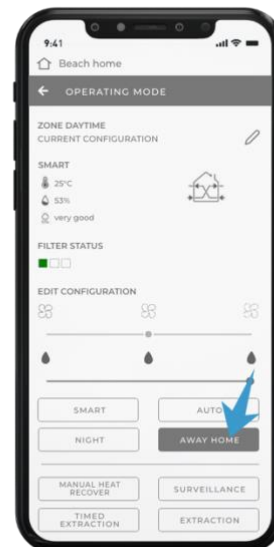 9:41
Beach home
OPERATING MODE
ZONE DAYTIME
CURRENT CONFIGURATION
SMART
25°C
53%
very good
FILTER STATUS
EDIT CONFIGURATION
SMART
AUTO
NIGHT
AWAY HOME
MANUAL HEAT
RECOVER
SURVEILLANCE
TIMED
EXTRACTION
EXTRACTION